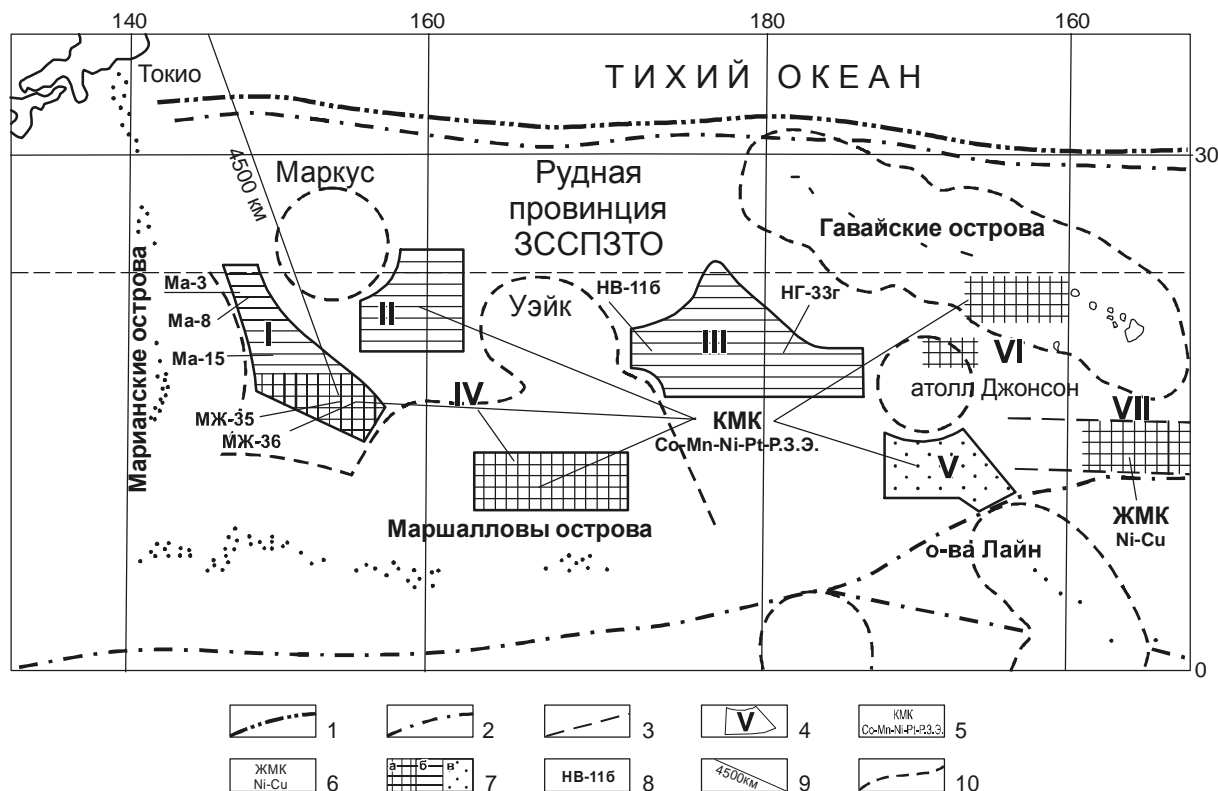 140
160
180
160
Токио
ТИХИЙ ОКЕАН
30
4500 км
Маркус
Рудная
провинция
ЗССПЗТО
Гавайские острова
Марианские острова
Ма-3
Ма-8
Ма-15
I
II
Уэйк
НВ-11б
НГ-33г
III
VI
атолл Джонсон
IV
МЖ-35
МЖ-36
КМК
Co-Mn-Ni-Pt-Р.З.Э.
VII
V
ЖМК
Ni-Cu
Маршалловы острова
о-ва Лайн
0
1
2
3
V
4
КМК
Co-Mn-Ni-Pt-Р.З.Э.
5
ЖМК
Ni-Cu
6
а б в
7
НВ-11б
8
4500км
9
10